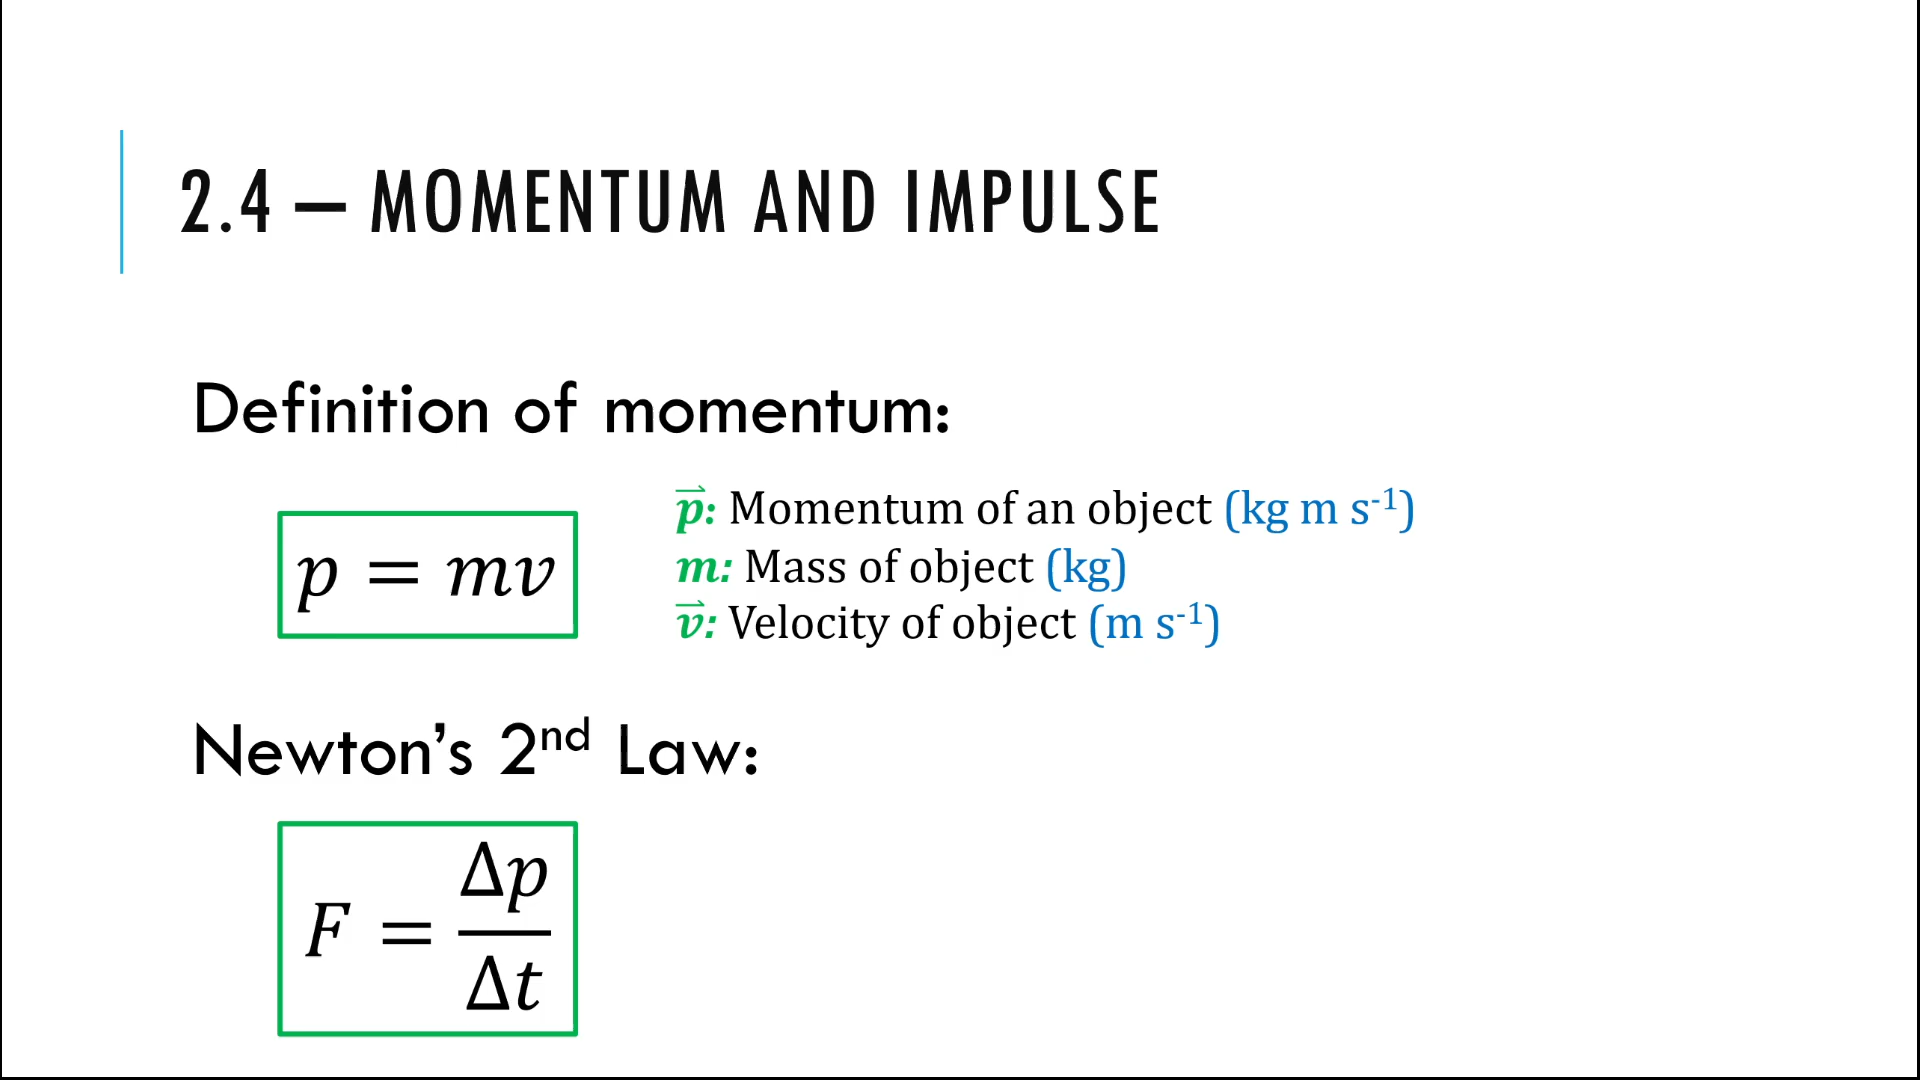 2.4 – MOMENTUM AND IMPULSE
Definition of momentum:
p = mv
p⃗: Momentum of an object (kg m s⁻¹)
m: Mass of object (kg)
v⃗: Velocity of object (m s⁻¹)
Newton’s 2ⁿᵈ Law:
F = Δp/Δt